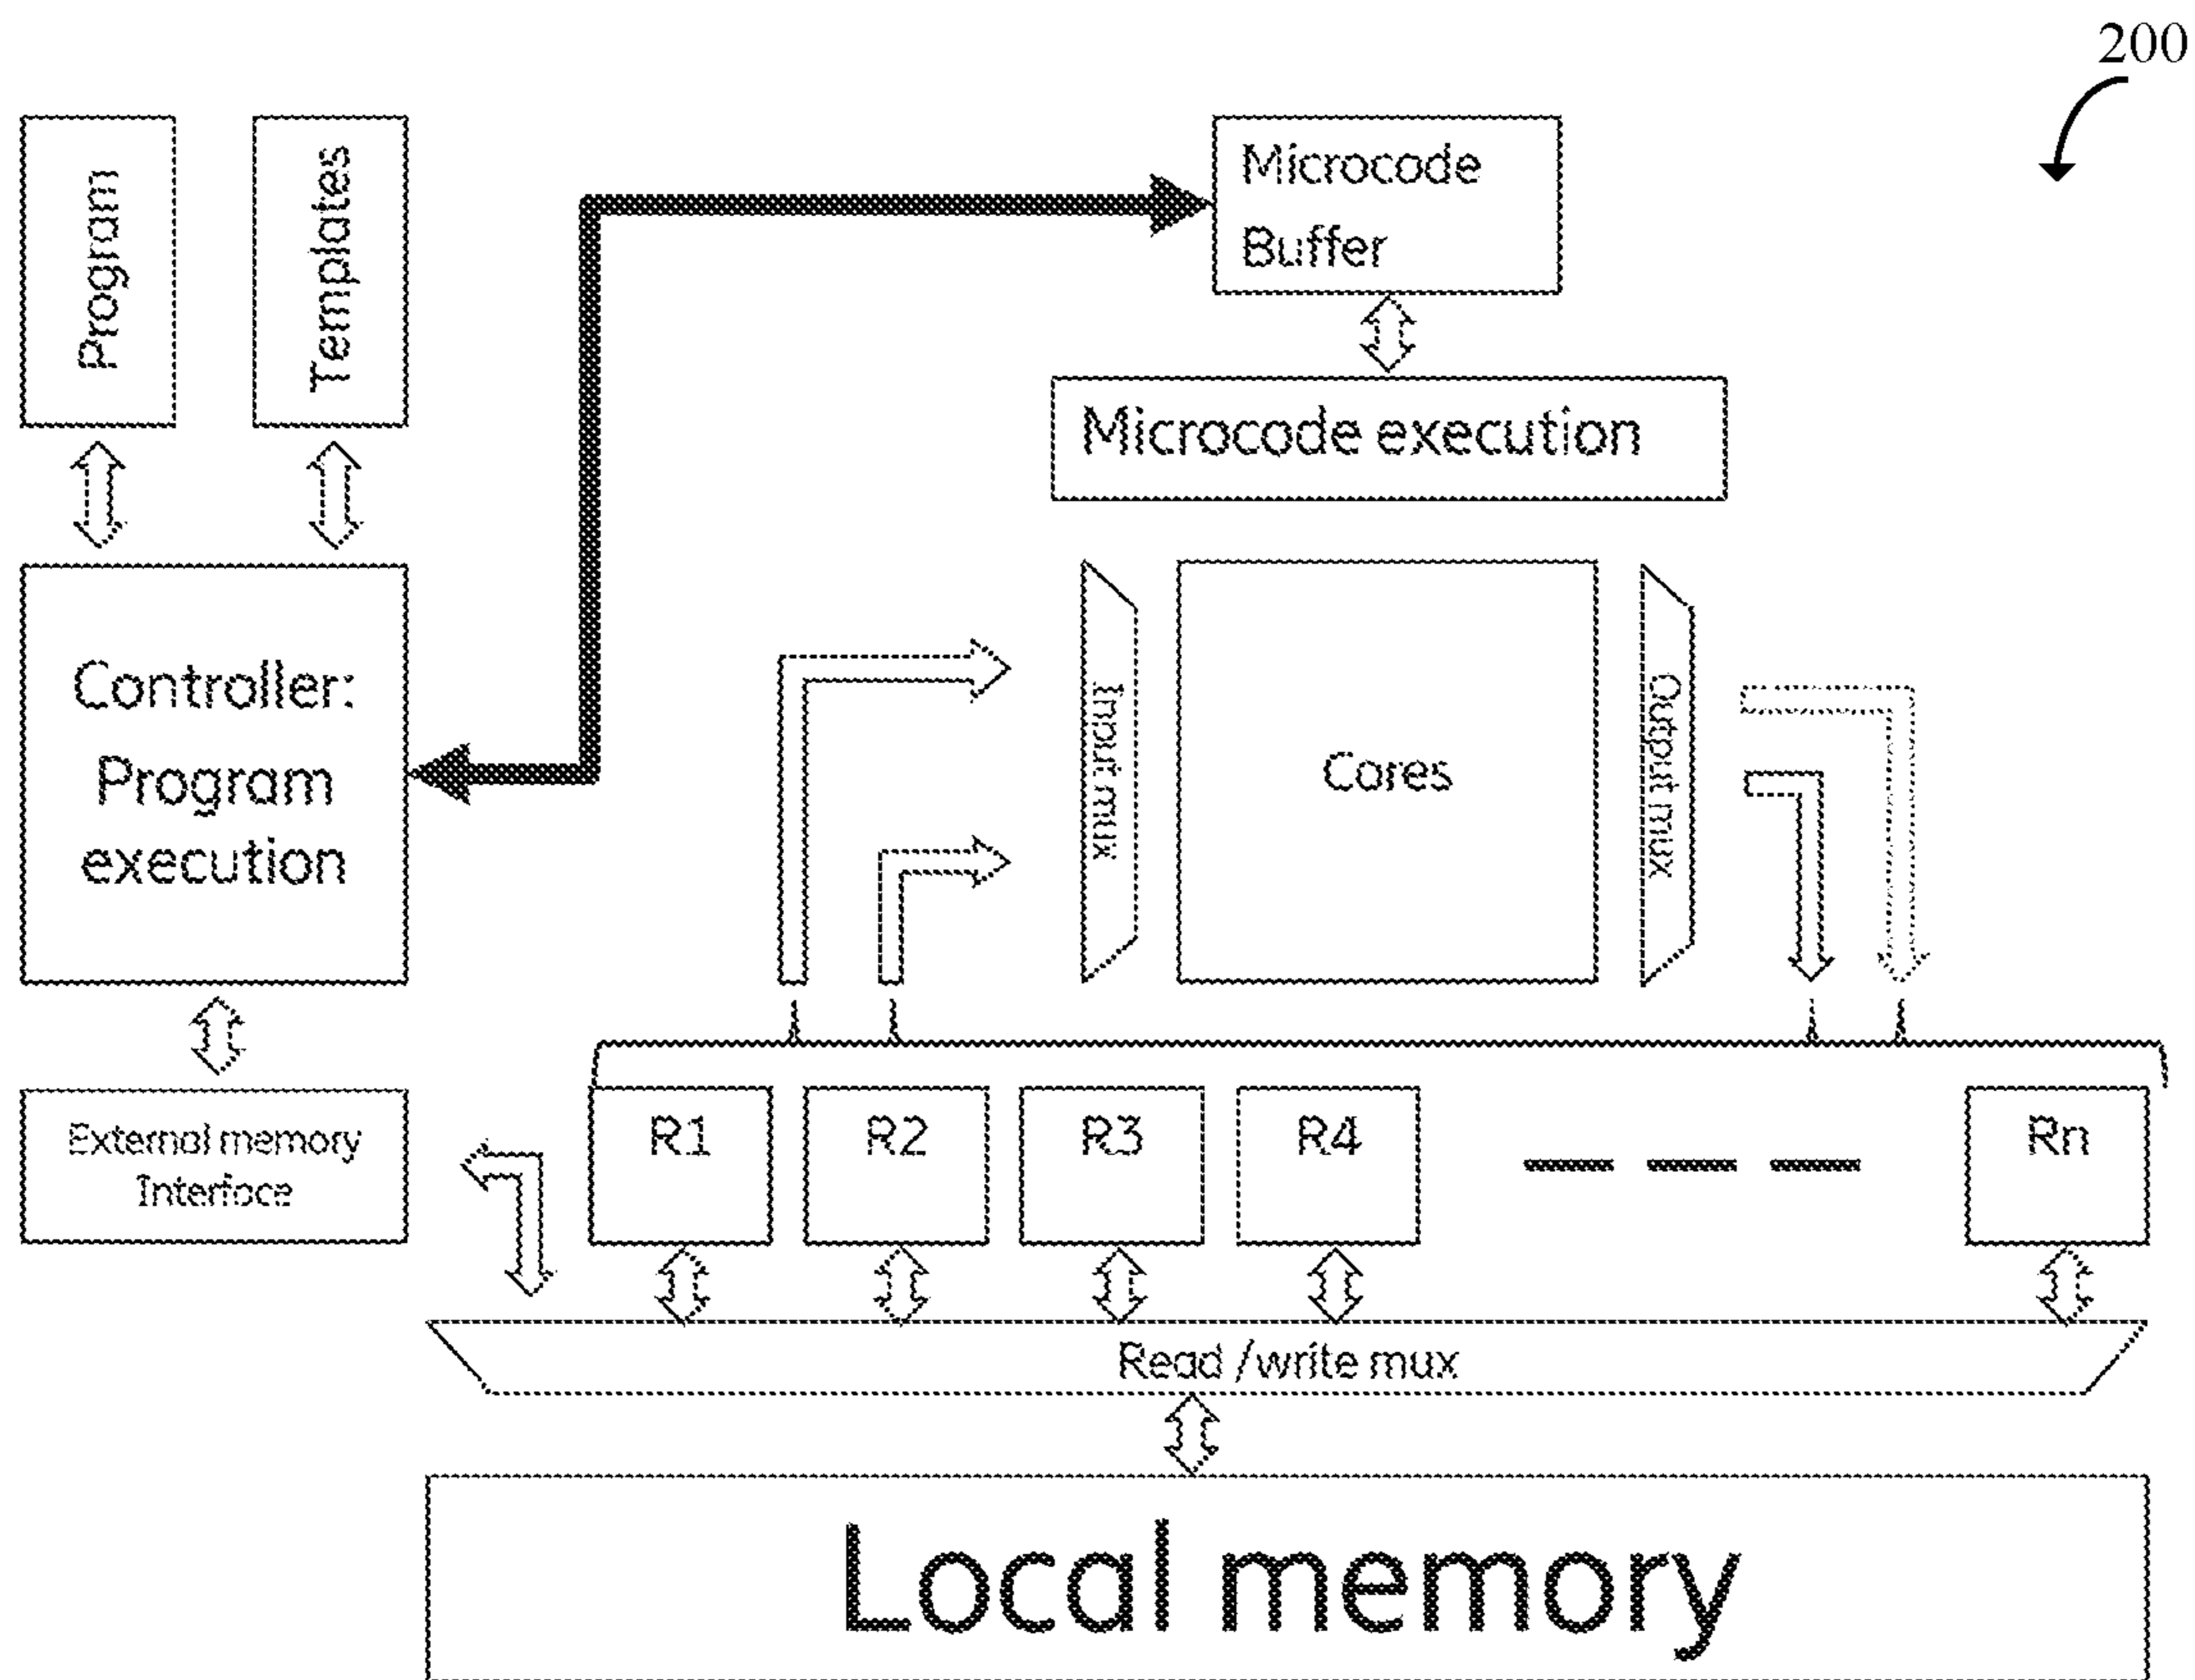 200
Program
Templates
Microcode
Buffer
Microcode execution
Controller:
Program
execution
Input mux
Cores
Output mux
External memory
Interface
R1
R2
R3
R4
Rn
Read /write mux
Local memory